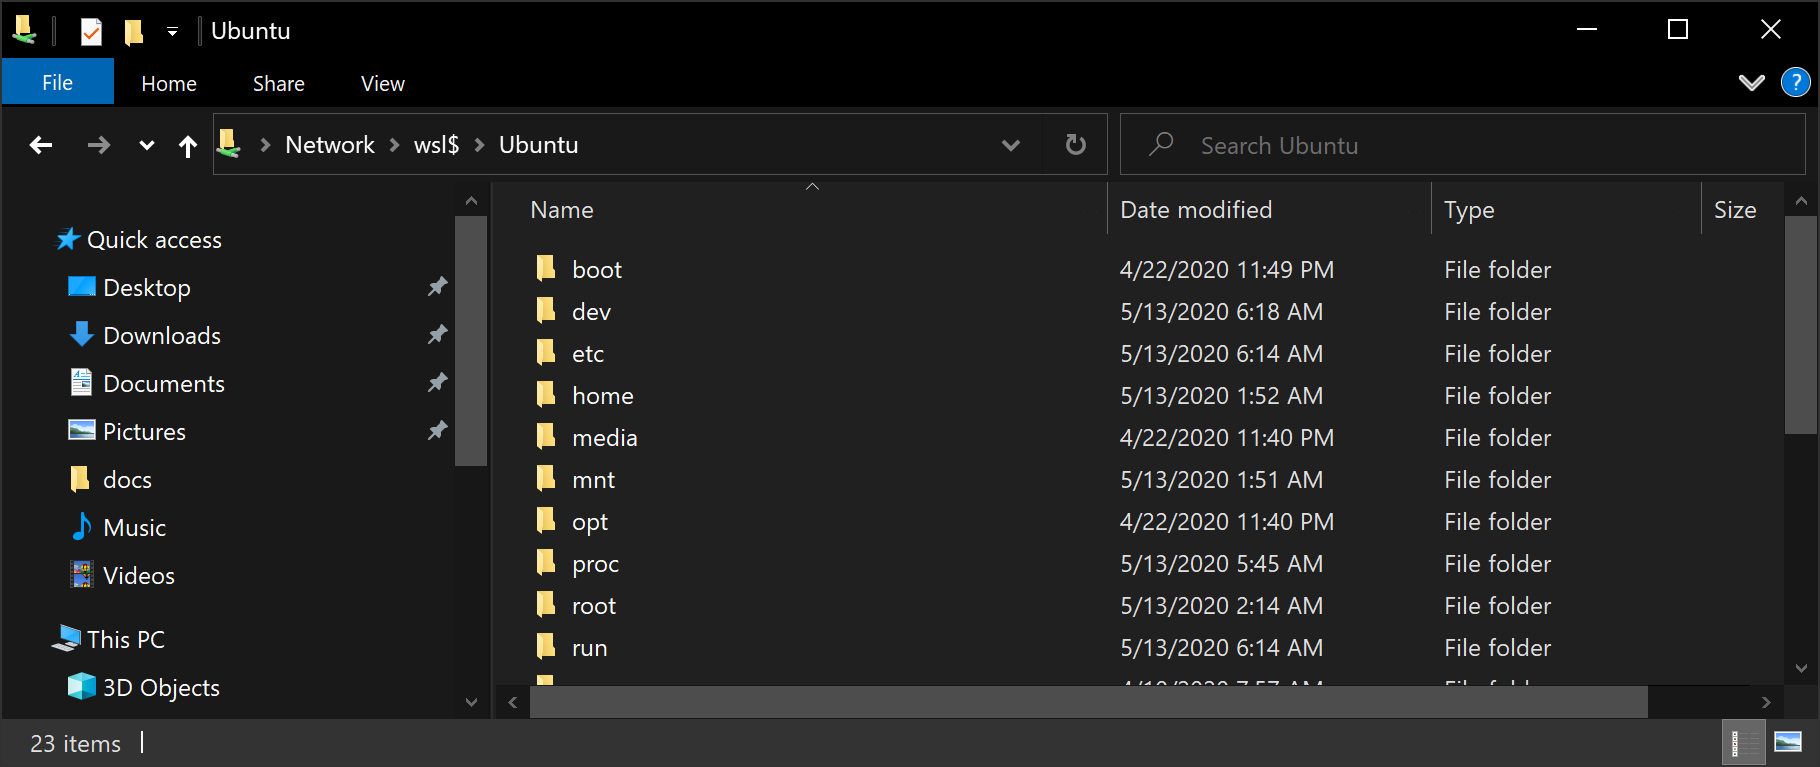 Ubuntu
File Home Share View ?
Network wsl$ Ubuntu Search Ubuntu
Name Date modified Type Size
Quick access
Desktop
Downloads
Documents
Pictures
docs
Music
Videos
This PC
3D Objects
boot 4/22/2020 11:49 PM File folder
dev 5/13/2020 6:18 AM File folder
etc 5/13/2020 6:14 AM File folder
home 5/13/2020 1:52 AM File folder
media 4/22/2020 11:40 PM File folder
mnt 5/13/2020 1:51 AM File folder
opt 4/22/2020 11:40 PM File folder
proc 5/13/2020 5:45 AM File folder
root 5/13/2020 2:14 AM File folder
run 5/13/2020 6:14 AM File folder
23 items